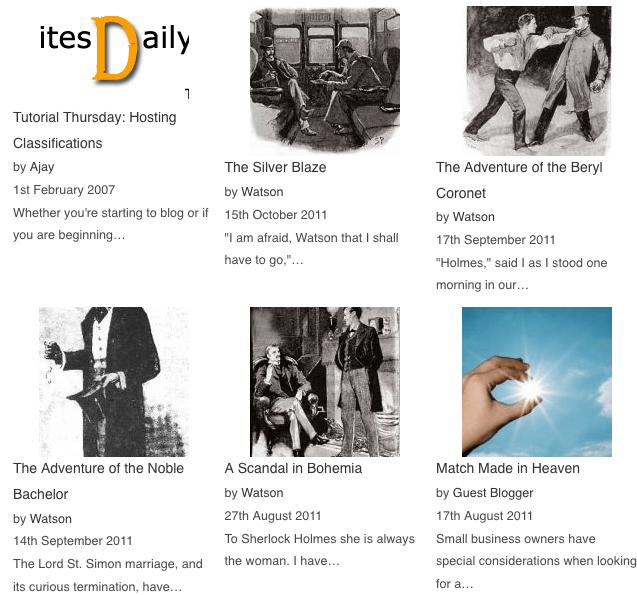 itesDaily
T
Tutorial Thursday: Hosting
Classifications
by Ajay
1st February 2007
Whether you're starting to blog or if
you are beginning…
The Silver Blaze
by Watson
15th October 2011
"I am afraid, Watson that I shall
have to go,"…
The Adventure of the Beryl
Coronet
by Watson
17th September 2011
"Holmes," said I as I stood one
morning in our…
The Adventure of the Noble
Bachelor
by Watson
14th September 2011
The Lord St. Simon marriage, and
its curious termination, have…
A Scandal in Bohemia
by Watson
27th August 2011
To Sherlock Holmes she is always
the woman. I have…
Match Made in Heaven
by Guest Blogger
17th August 2011
Small business owners have
special considerations when looking
for a…